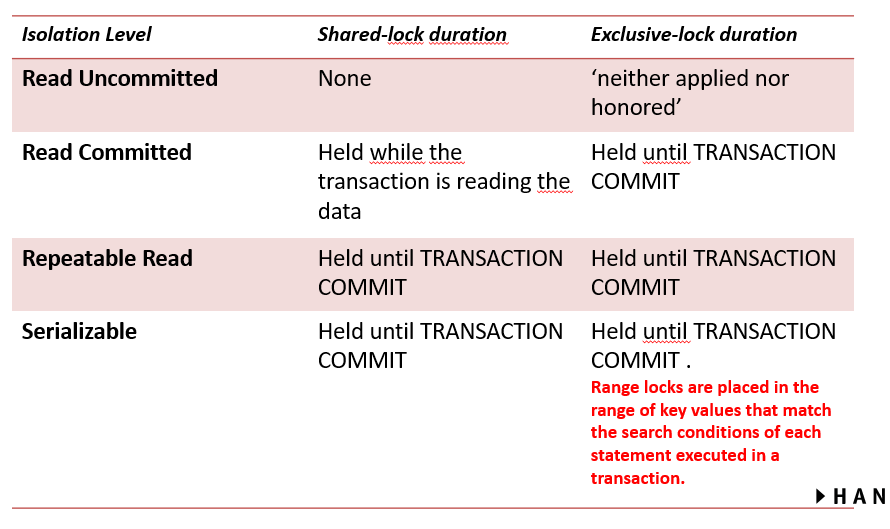 Isolation Level Shared-lock duration Exclusive-lock duration
Read Uncommitted None ‘neither applied nor
honored’
Read Committed Held while the Held until TRANSACTION
transaction is reading the COMMIT
data
Repeatable Read Held until TRANSACTION Held until TRANSACTION
COMMIT COMMIT
Serializable Held until TRANSACTION Held until TRANSACTION
COMMIT COMMIT .
Range locks are placed in the
range of key values that match
the search conditions of each
statement executed in a
transaction.
HAN